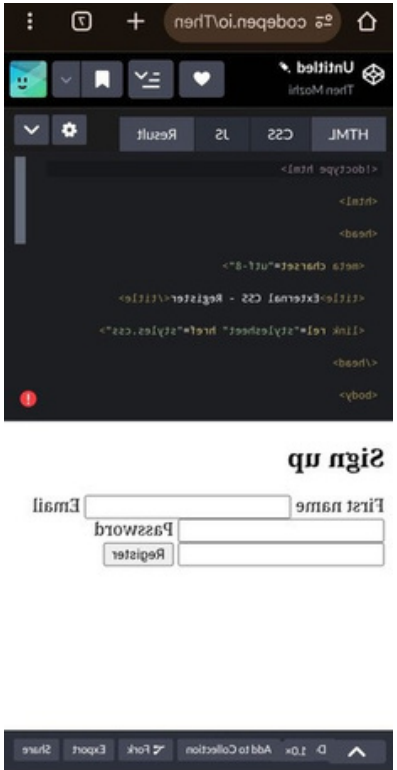 codepen.io/Then
7
Untitled
Then Mozhi
HTML CSS JS Result
<!doctype html>
<html>
<head>
<meta charset="utf-8">
<title>External CSS - Register</title>
<link rel="stylesheet" href="styles.css">
</head>
<body>
Sign up
First name Email
Password
Register
D 1.0x Add to Collection Fork Export Share